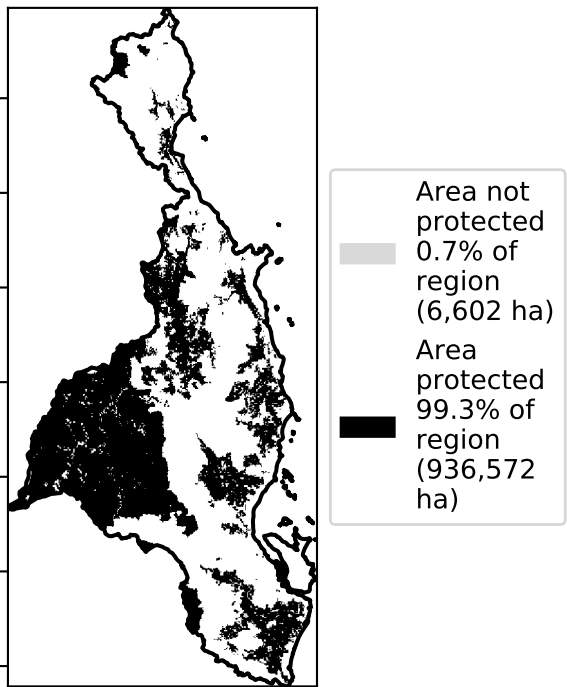 Area not
protected
0.7% of
region
(6,602 ha)
Area
protected
99.3% of
region
(936,572
ha)